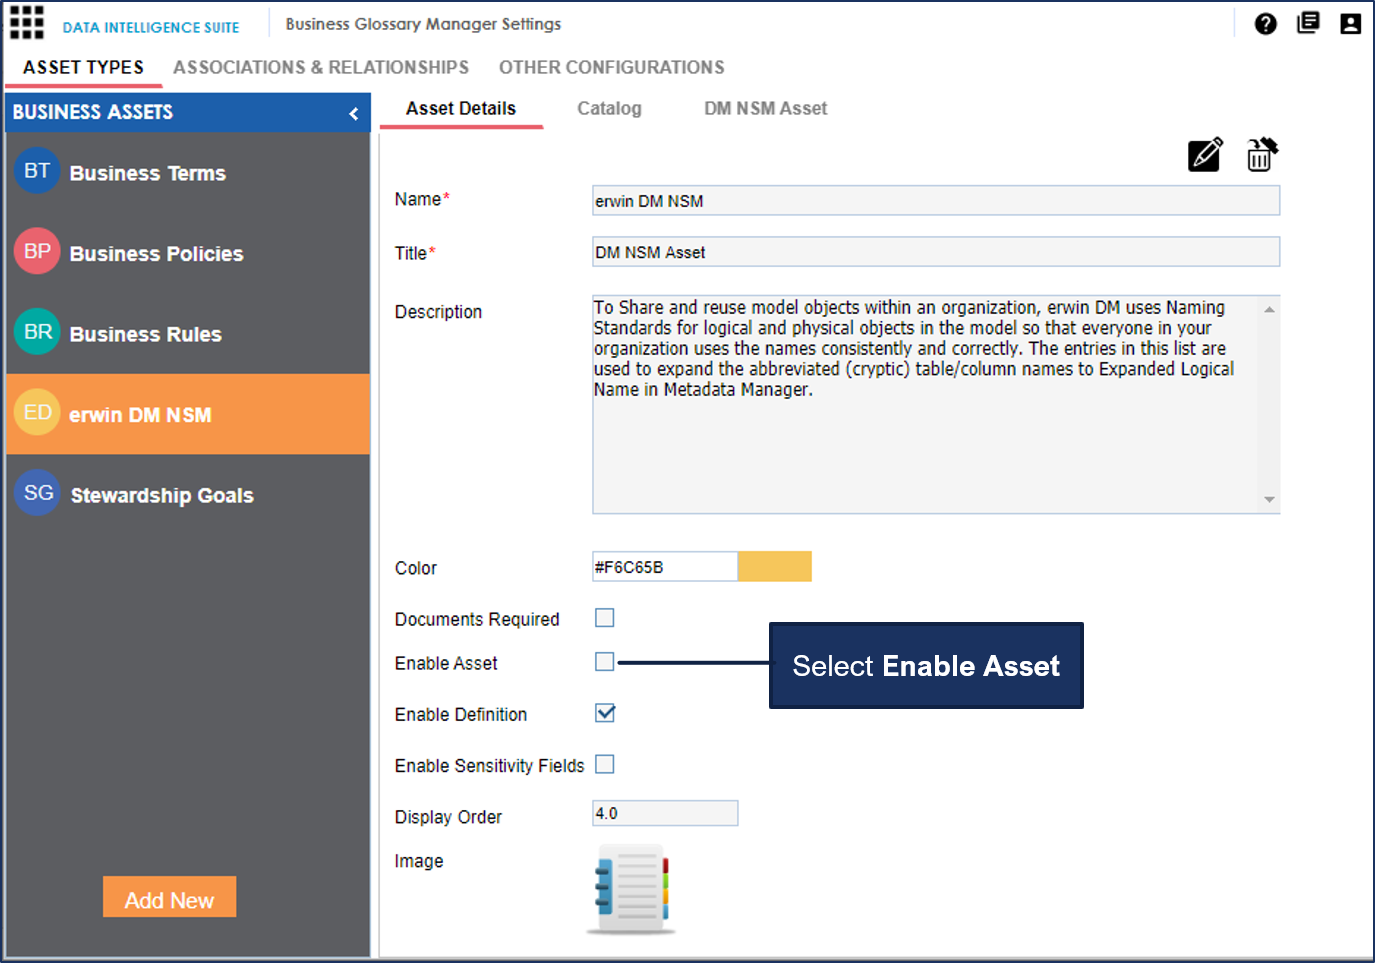 DATA INTELLIGENCE SUITE
Business Glossary Manager Settings
ASSET TYPES
ASSOCIATIONS & RELATIONSHIPS
OTHER CONFIGURATIONS
BUSINESS ASSETS
BT Business Terms
BP Business Policies
BR Business Rules
ED erwin DM NSM
SG Stewardship Goals
Add New
Asset Details
Catalog
DM NSM Asset
Name* erwin DM NSM
Title* DM NSM Asset
Description
To Share and reuse model objects within an organization, erwin DM uses Naming
Standards for logical and physical objects in the model so that everyone in your
organization uses the names consistently and correctly. The entries in this list are
used to expand the abbreviated (cryptic) table/column names to Expanded Logical
Name in Metadata Manager.
Color #F6C65B
Documents Required
Enable Asset
Select Enable Asset
Enable Definition
Enable Sensitivity Fields
Display Order 4.0
Image